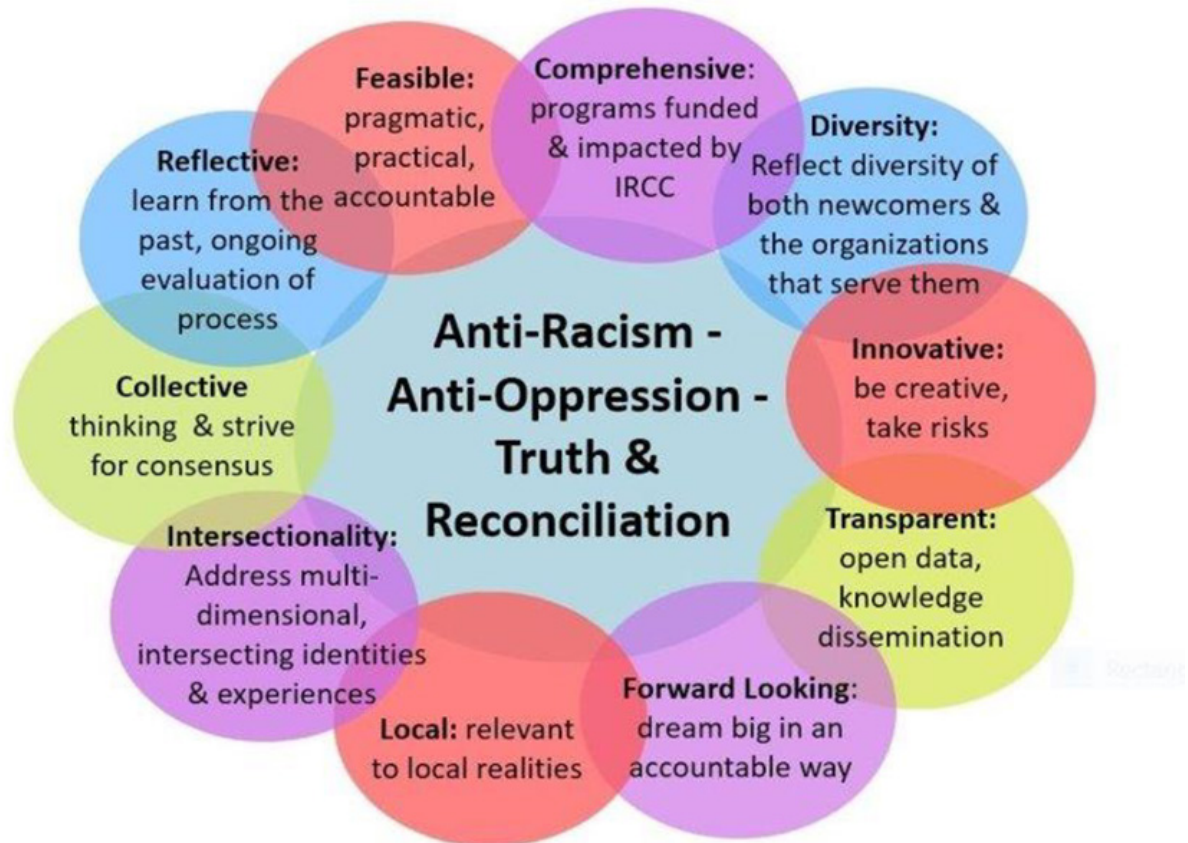 Feasible:
pragmatic,
practical,
accountable
Comprehensive:
programs funded
& impacted by
IRCC
Diversity:
Reflect diversity of
both newcomers &
the organizations
that serve them
Innovative:
be creative,
take risks
Transparent:
open data,
knowledge
dissemination
Forward Looking:
dream big in an
accountable way
Local: relevant
to local realities
Intersectionality:
Address multi-
dimensional,
intersecting identities
& experiences
Collective
thinking & strive
for consensus
Reflective:
learn from the
past, ongoing
evaluation of
process
Anti-Racism -
Anti-Oppression -
Truth &
Reconciliation